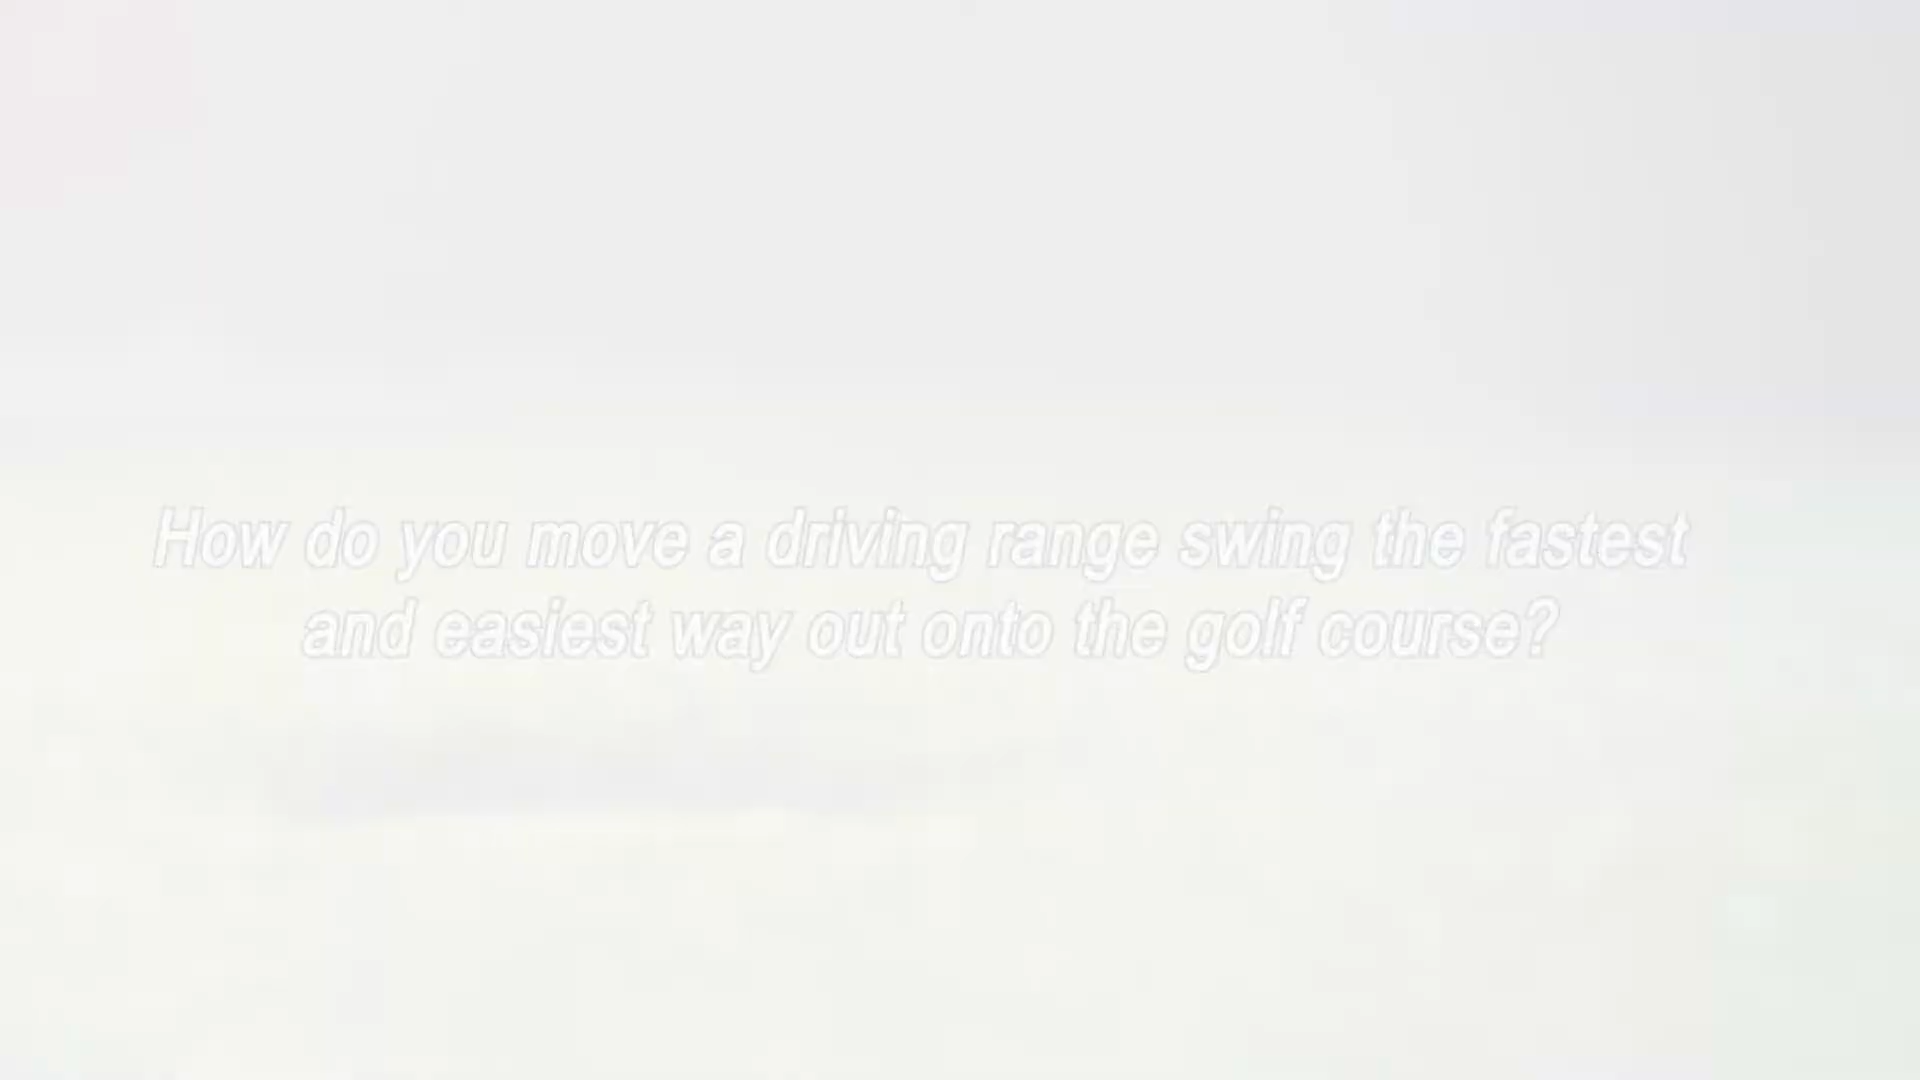 How do you move a driving range swing the fastest
and easiest way out onto the golf course?